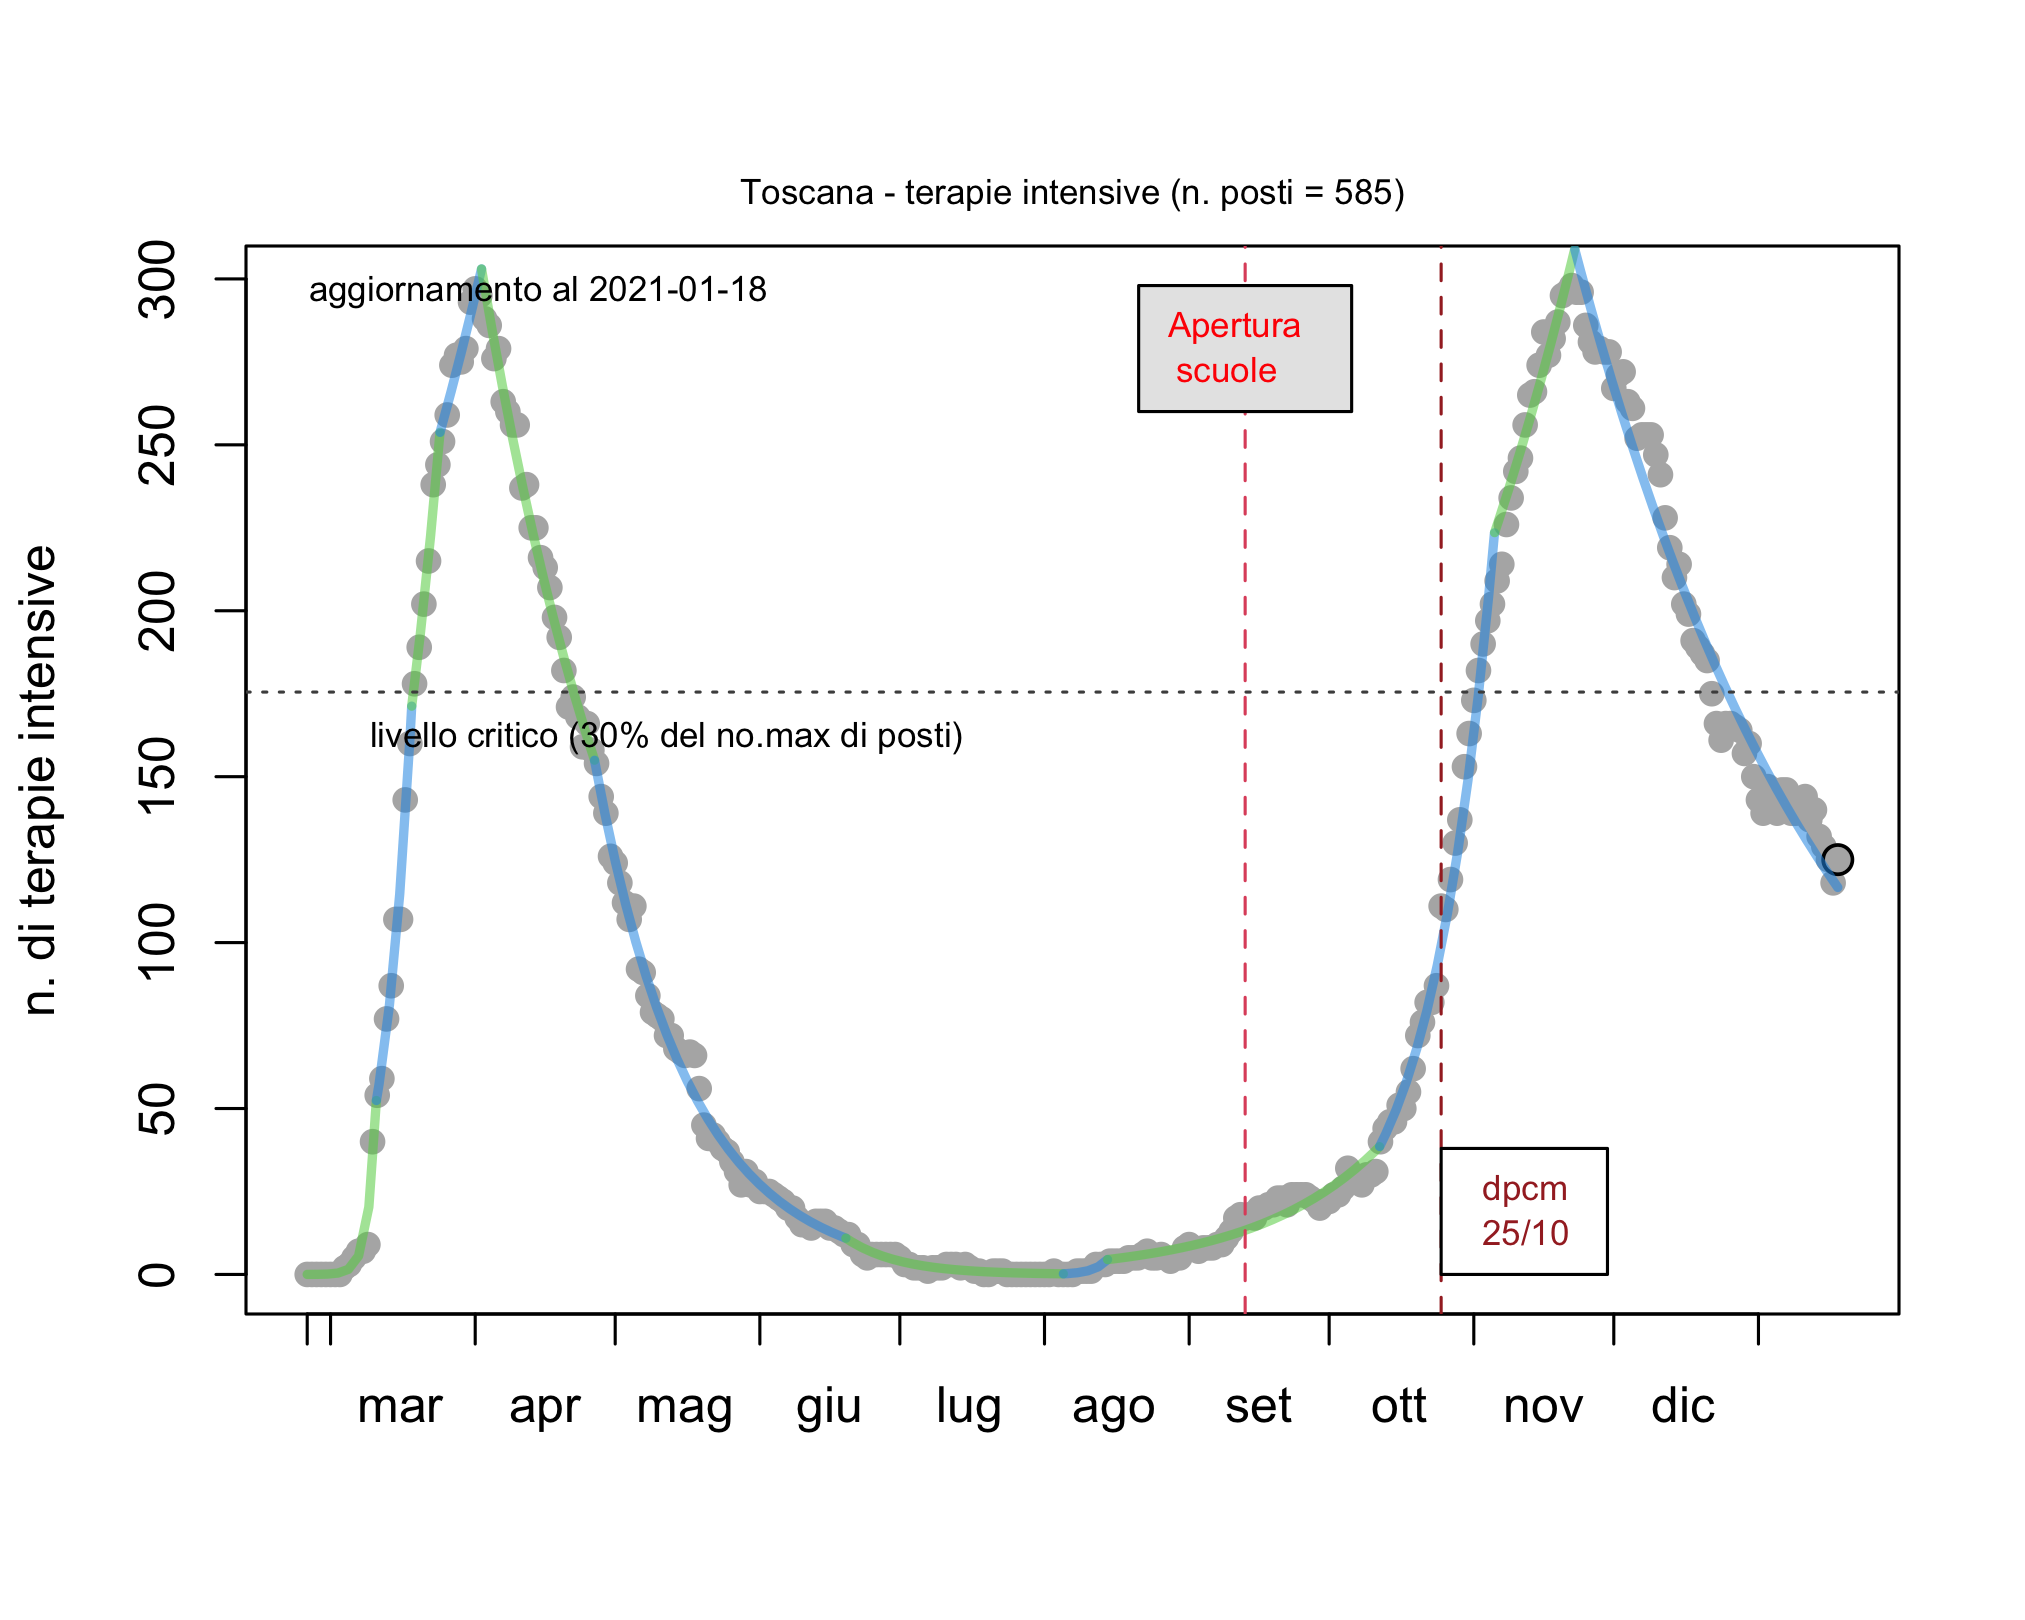 Toscana - terapie intensive (n. posti = 585)
aggiornamento al 2021-01-18
Apertura
scuole
livello critico (30% del no.max di posti)
dpcm
25/10
n. di terapie intensive
300
250
200
150
100
50
0
mar apr mag giu lug ago set ott nov dic